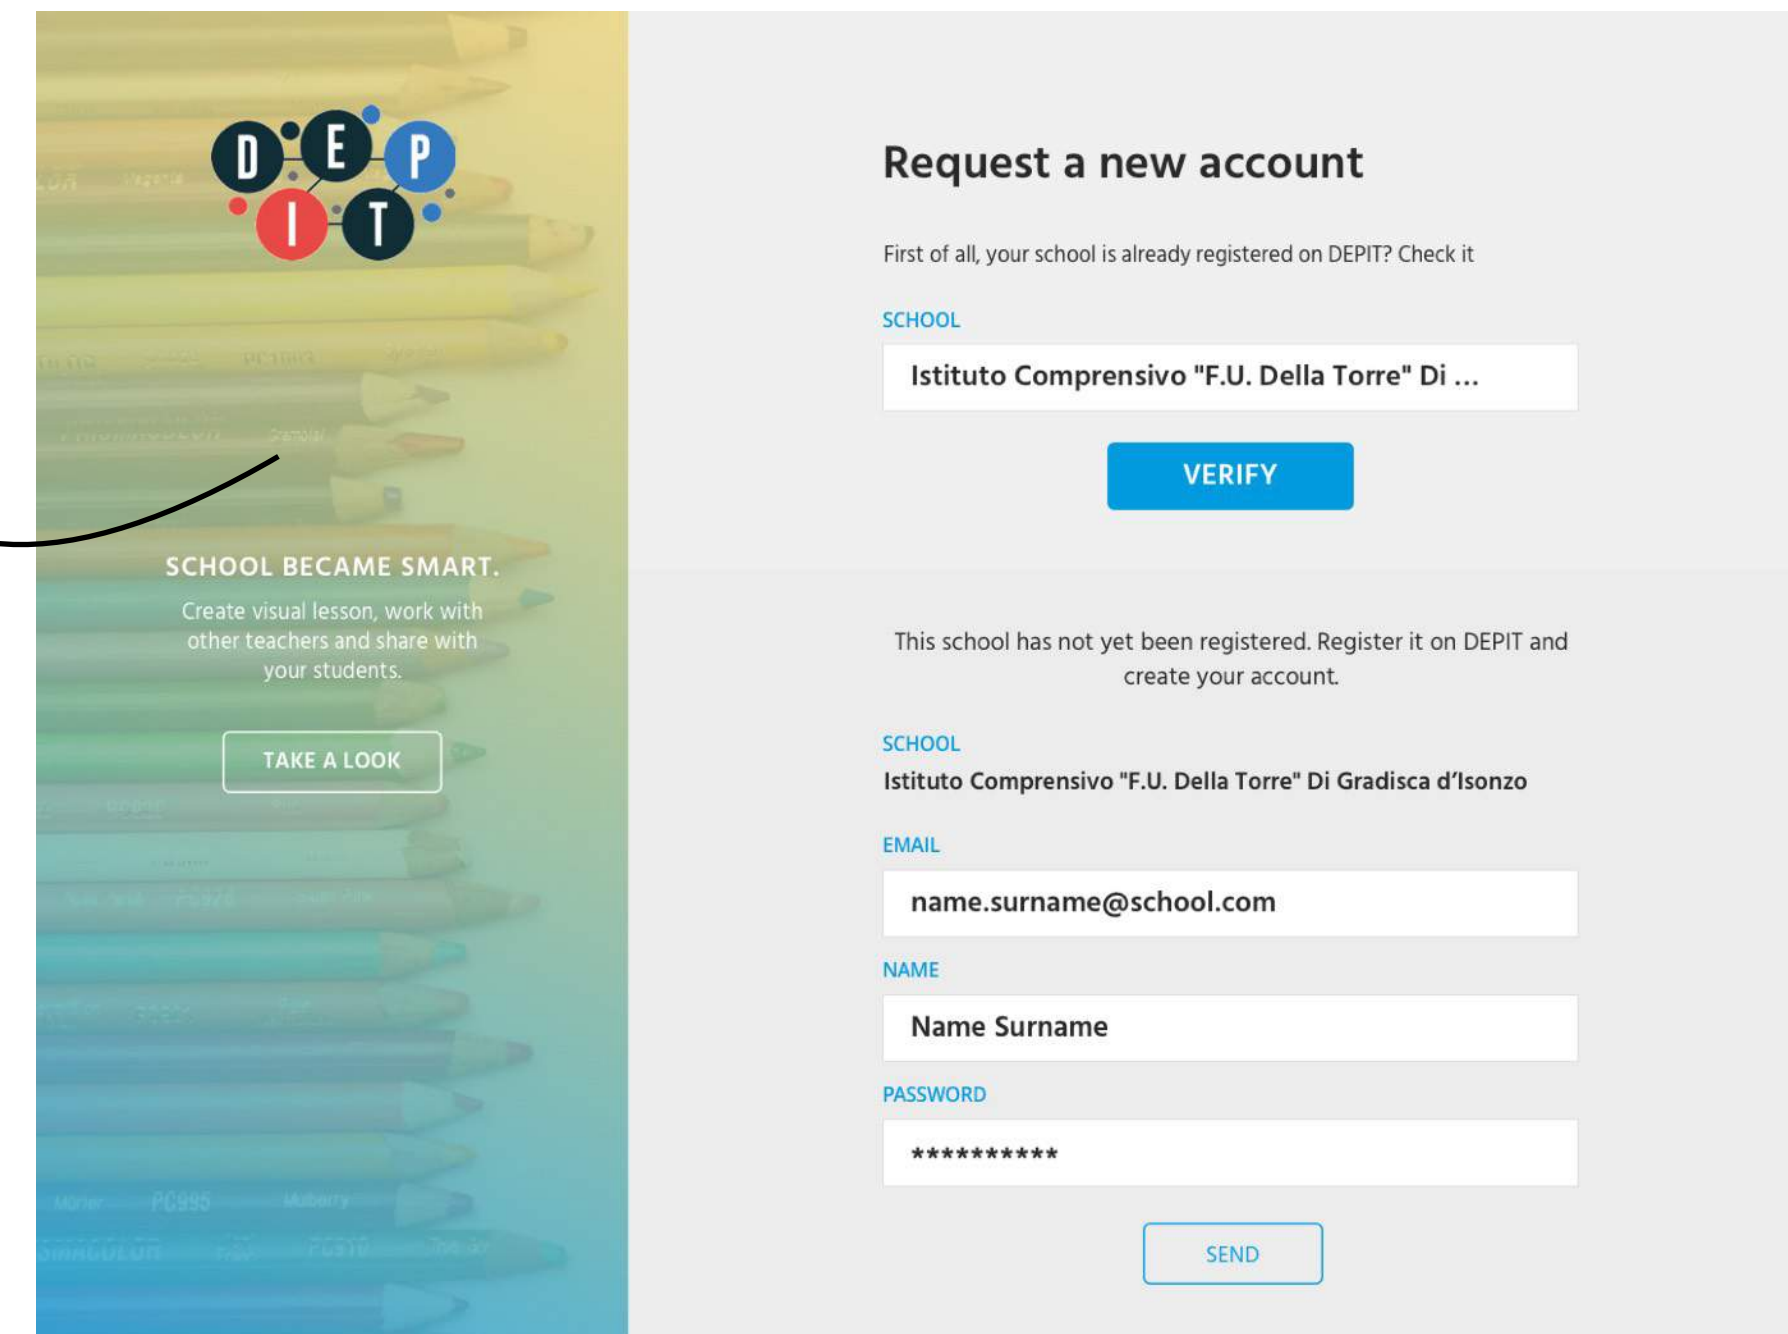 D E P
I T
SCHOOL BECAME SMART.
Create visual lesson, work with
other teachers and share with
your students.
TAKE A LOOK
PC995
Mulberry
Request a new account
First of all, your school is already registered on DEPIT? Check it
SCHOOL
Istituto Comprensivo "F.U. Della Torre" Di ...
VERIFY
This school has not yet been registered. Register it on DEPIT and
create your account.
SCHOOL
Istituto Comprensivo "F.U. Della Torre" Di Gradisca d’Isonzo
EMAIL
name.surname@school.com
NAME
Name Surname
PASSWORD
**********
SEND